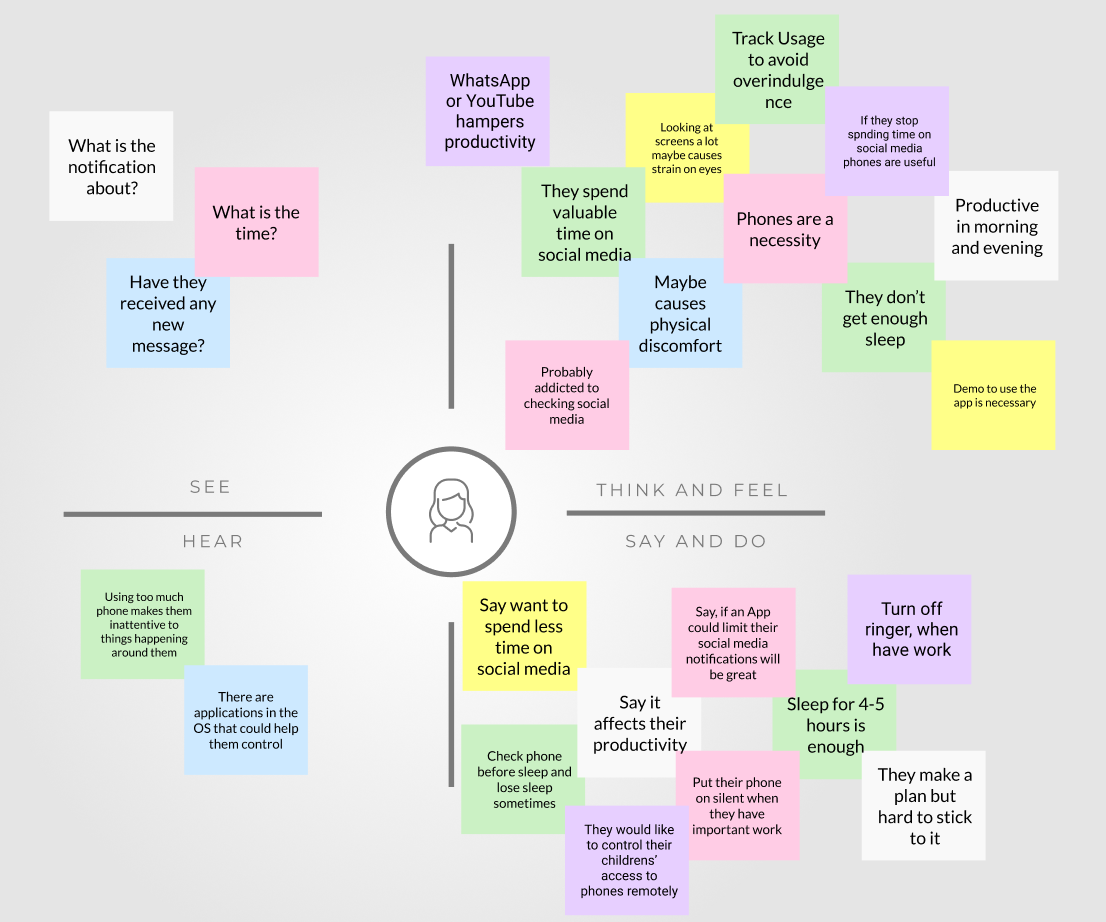 What is the
notification
about?
What is the
time?
Have they
received any
new
message?
WhatsApp
or YouTube
hampers
productivity
Track Usage
to avoid
overindulge
nce
Looking at
screens a lot
maybe causes
strain on eyes
If they stop
spnding time on
social media
phones are useful
They spend
valuable
time on
social media
Phones are a
necessity
Productive
in morning
and evening
Maybe
causes
physical
discomfort
They don’t
get enough
sleep
Probably
addicted to
checking social
media
Demo to use the
app is necessary
SEE
THINK AND FEEL
HEAR
SAY AND DO
Using too much
phone makes them
inattentive to
things happening
around them
There are
applications in the
OS that could help
them control
Say want to
spend less
time on
social media
Say, if an App
could limit their
social media
notifications will
be great
Turn off
ringer, when
have work
Say it
affects their
productivity
Sleep for 4-5
hours is
enough
Check phone
before sleep and
lose sleep
sometimes
Put their phone
on silent when
they have
important work
They make a
plan but
hard to stick
to it
They would like
to control their
childrens’
access to
phones remotely